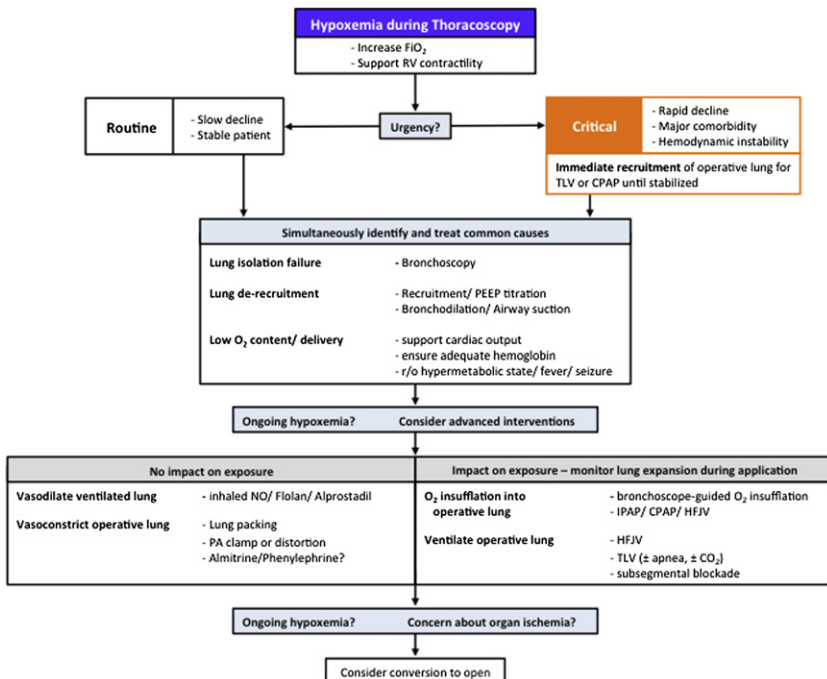 Hypoxemia during Thoracoscopy
- Increase FiO₂
- Support RV contractility
Routine
- Slow decline
- Stable patient
Urgency?
Critical
- Rapid decline
- Major comorbidity
- Hemodynamic instability
Immediate recruitment of operative lung for
TLV or CPAP until stabilized
Simultaneously identify and treat common causes
Lung isolation failure - Bronchoscopy
Lung de-recruitment - Recruitment/ PEEP titration
- Bronchodilation/ Airway suction
Low O₂ content/ delivery - support cardiac output
- ensure adequate hemoglobin
- r/o hypermetabolic state/ fever/ seizure
Ongoing hypoxemia? Consider advanced interventions
No impact on exposure
Vasodilate ventilated lung - inhaled NO/ Flolan/ Alprostadil
Vasoconstrict operative lung - Lung packing
- PA clamp or distortion
- Almitrine/Phenylephrine?
Impact on exposure – monitor lung expansion during application
O₂ insufflation into - bronchoscope-guided O₂ insufflation
operative lung - IPAP/ CPAP/ HFJV
Ventilate operative lung - HFJV
- TLV (± apnea, ± CO₂)
- subsegmental blockade
Ongoing hypoxemia? Concern about organ ischemia?
Consider conversion to open